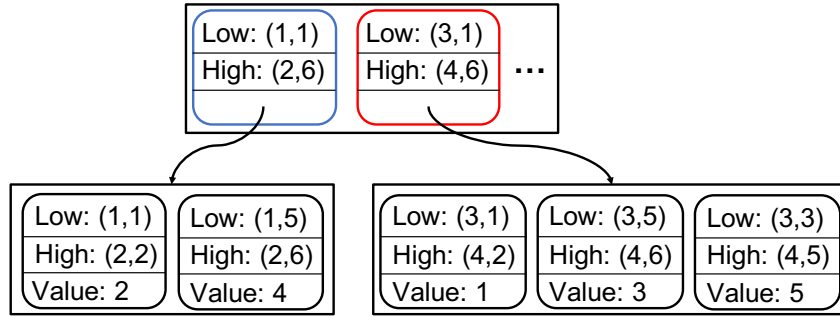 Low: (1,1)
High: (2,6)
Low: (3,1)
High: (4,6)
...
Low: (1,1)
High: (2,2)
Value: 2
Low: (1,5)
High: (2,6)
Value: 4
Low: (3,1)
High: (4,2)
Value: 1
Low: (3,5)
High: (4,6)
Value: 3
Low: (3,3)
High: (4,5)
Value: 5